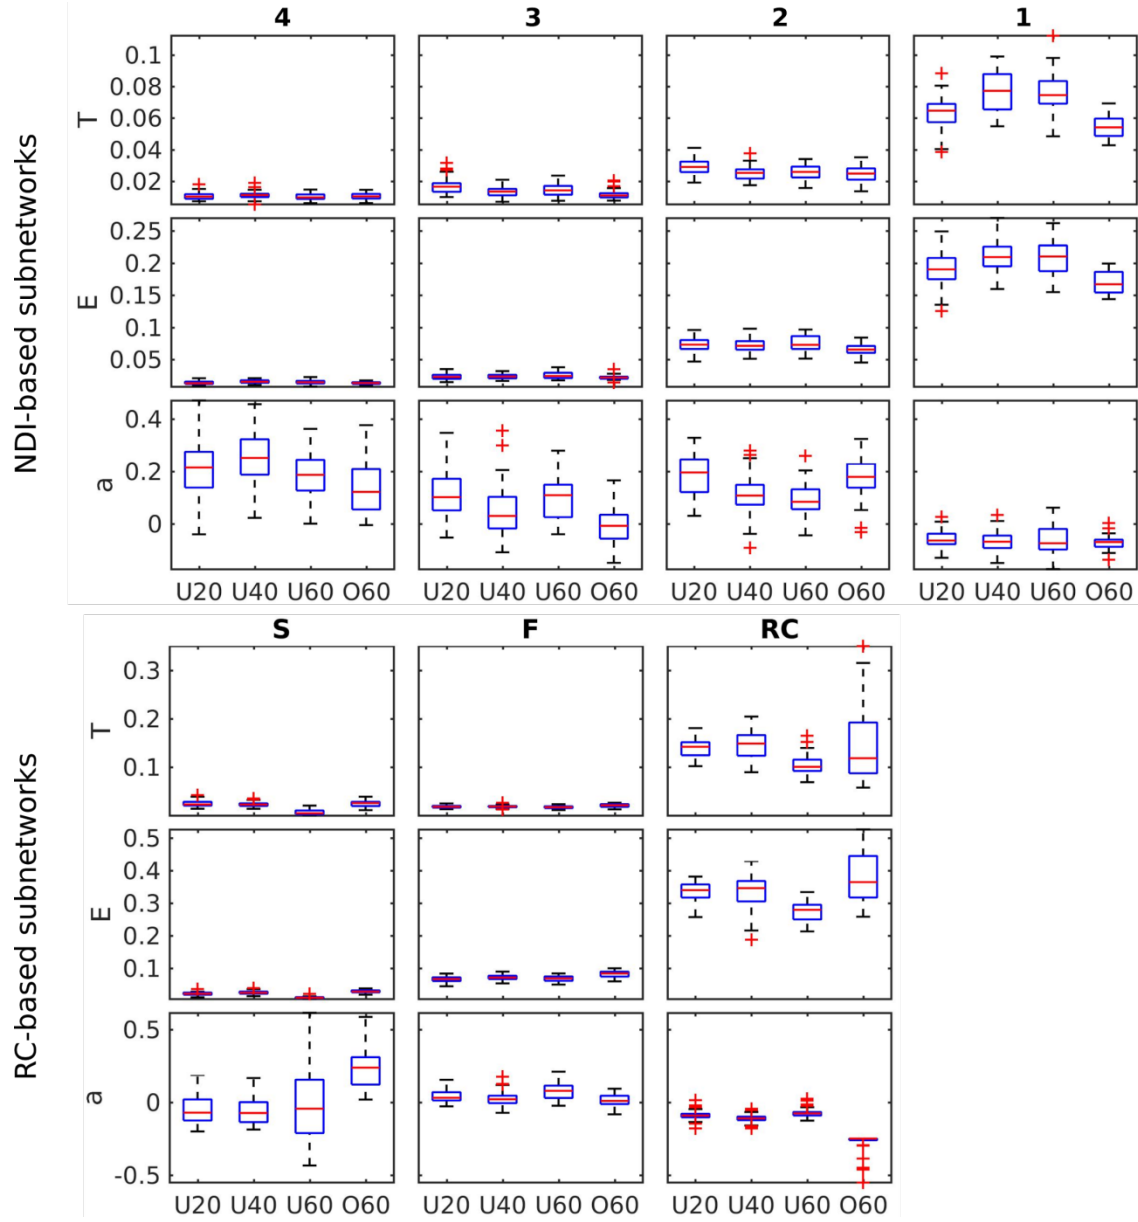 4 3 2 1
NDI-based subnetworks
T
0.1
0.08
0.06
0.04
0.02
E
0.25
0.2
0.15
0.1
0.05
a
0.4
0.2
0
U20 U40 U60 O60 U20 U40 U60 O60 U20 U40 U60 O60 U20 U40 U60 O60
S F RC
RC-based subnetworks
T
0.3
0.2
0.1
E
0.5
0.4
0.3
0.2
0.1
a
0.5
0
-0.5
U20 U40 U60 O60 U20 U40 U60 O60 U20 U40 U60 O60